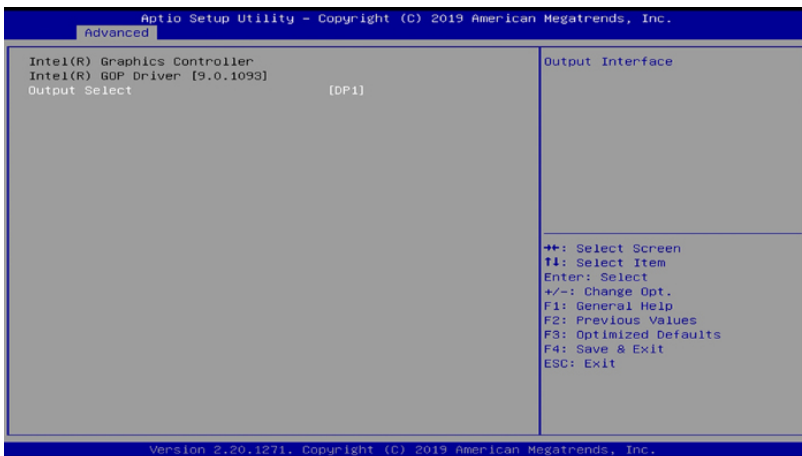 Aptio Setup Utility – Copyright (C) 2019 American Megatrends, Inc.
Advanced
Intel(R) Graphics Controller
Intel(R) GOP Driver [9.0.1093]
Output Select [DP1]
Output Interface
→←: Select Screen
↑↓: Select Item
Enter: Select
+/-: Change Opt.
F1: General Help
F2: Previous Values
F3: Optimized Defaults
F4: Save & Exit
ESC: Exit
Version 2.20.1271. Copyright (C) 2019 American Megatrends, Inc.